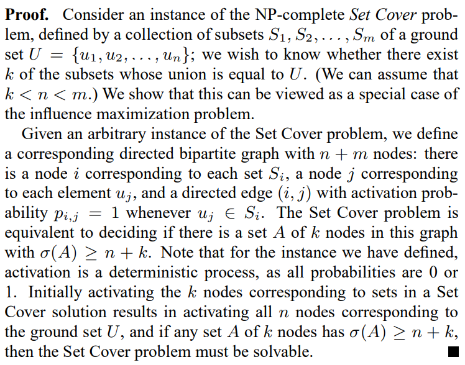 Proof. Consider an instance of the NP-complete Set Cover prob-
lem, defined by a collection of subsets S₁, S₂, . . . , Sₘ of a ground
set U = {u₁, u₂, . . . , uₙ}; we wish to know whether there exist
k of the subsets whose union is equal to U. (We can assume that
k < n < m.) We show that this can be viewed as a special case of
the influence maximization problem.
Given an arbitrary instance of the Set Cover problem, we define
a corresponding directed bipartite graph with n + m nodes: there
is a node i corresponding to each set Sᵢ, a node j corresponding
to each element uⱼ, and a directed edge (i, j) with activation prob-
ability pᵢ,ⱼ = 1 whenever uⱼ ∈ Sᵢ. The Set Cover problem is
equivalent to deciding if there is a set A of k nodes in this graph
with σ(A) ≥ n + k. Note that for the instance we have defined,
activation is a deterministic process, as all probabilities are 0 or
1. Initially activating the k nodes corresponding to sets in a Set
Cover solution results in activating all n nodes corresponding to
the ground set U, and if any set A of k nodes has σ(A) ≥ n + k,
then the Set Cover problem must be solvable. ■